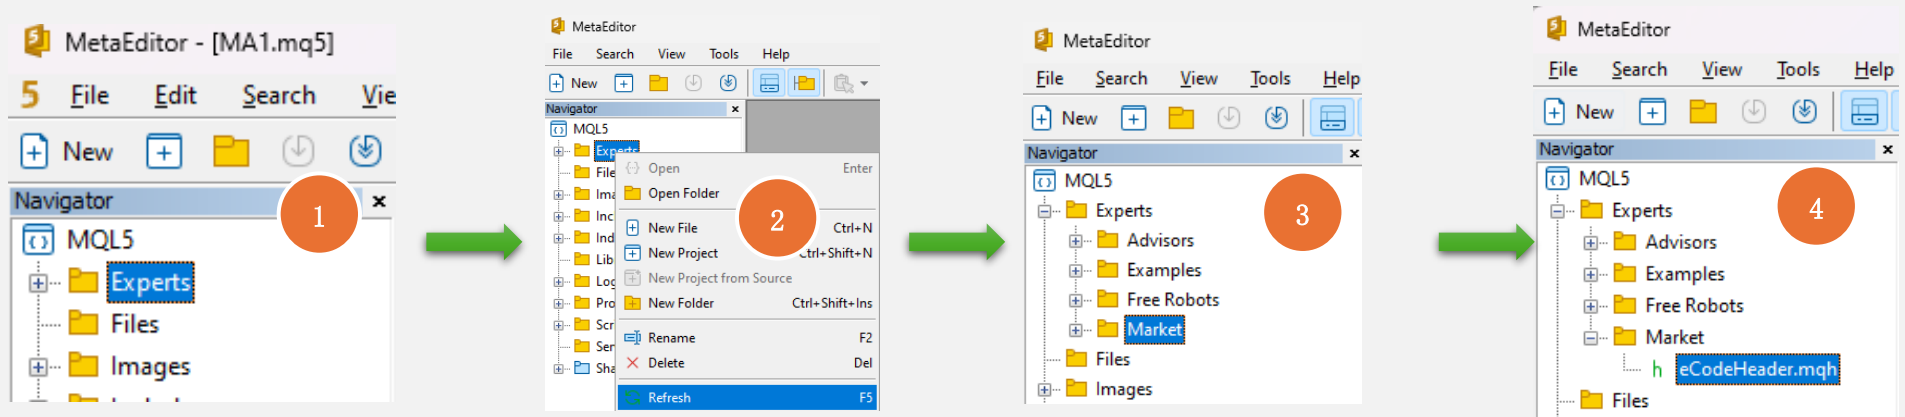 MetaEditor - [MA1.mq5]
5 File Edit Search Vie
New
Navigator
1
MQL5
Experts
Files
Images
MetaEditor
File Search View Tools Help
New
Navigator
MQL5
Experts
File
Ima
Inc
Ind
Lib
Log
Pro
Scr
Ser
Sha
Open Enter
Open Folder
2
New File Ctrl+N
New Project Ctrl+Shift+N
New Project from Source
New Folder Ctrl+Shift+Ins
Rename F2
Delete Del
Refresh F5
MetaEditor
File Search View Tools Help
New
Navigator
MQL5
3
Experts
Advisors
Examples
Free Robots
Market
Files
Images
MetaEditor
File Search View Tools Help
New
Navigator
MQL5
4
Experts
Advisors
Examples
Free Robots
Market
h eCodeHeader.mqh
Files